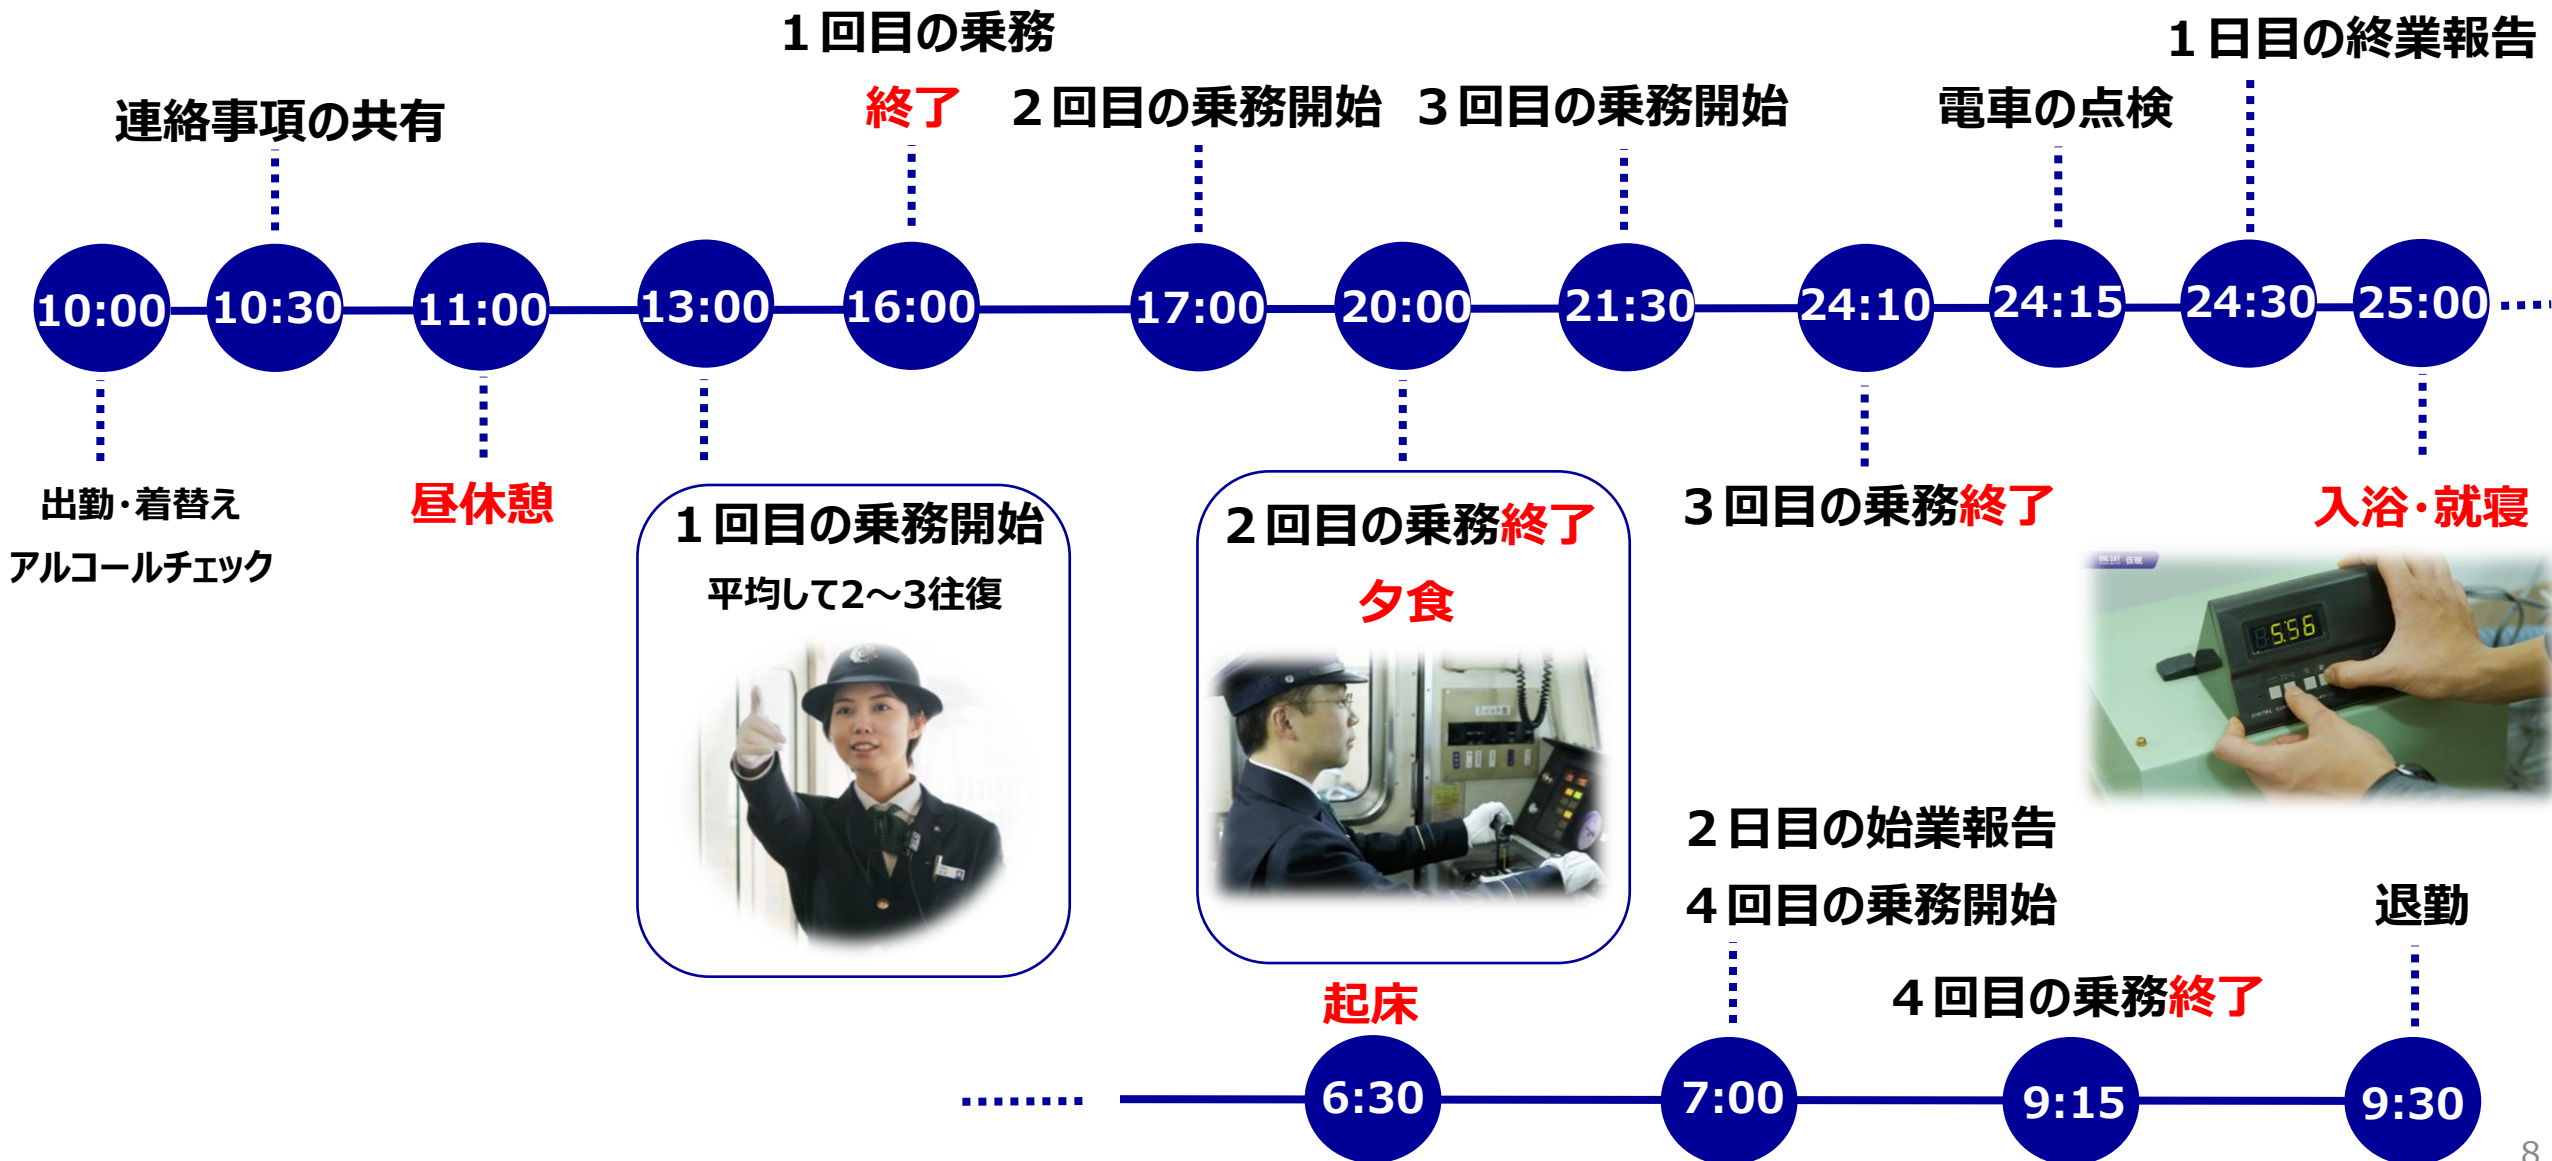 1回目の乗務
終了
1日目の終業報告
連絡事項の共有
2回目の乗務開始
3回目の乗務開始
電車の点検
10:00
10:30
11:00
13:00
16:00
17:00
20:00
21:30
24:10
24:15
24:30
25:00
出勤・着替え
アルコールチェック
昼休憩
1回目の乗務開始
平均して2～3往復
2回目の乗務終了
夕食
3回目の乗務終了
入浴・就寝
5:56
2日目の始業報告
4回目の乗務開始
退勤
起床
4回目の乗務終了
6:30
7:00
9:15
9:30
8